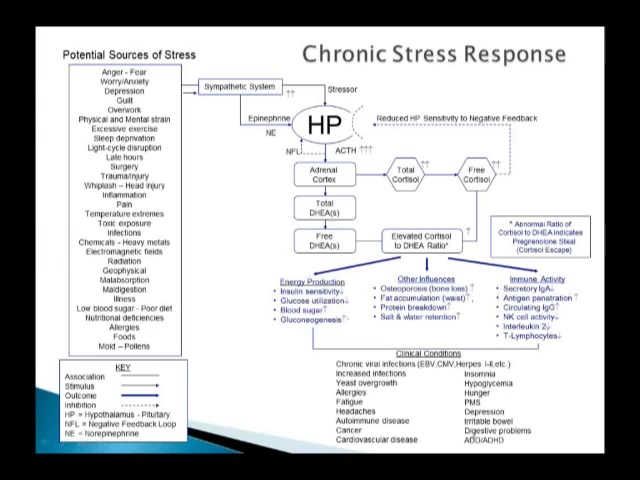 Potential Sources of Stress
Chronic Stress Response
Anger - Fear
Worry/Anxiety
Depression
Guilt
Overwork
Physical and Mental strain
Excessive exercise
Sleep deprivation
Light-cycle disruption
Late hours
Surgery
Trauma/Injury
Whiplash – Head injury
Inflammation
Pain
Temperature extremes
Toxic exposure
Infections
Chemicals - Heavy metals
Electromagnetic fields
Radiation
Geophysical
Malabsorption
Maldigestion
Illness
Low blood sugar - Poor diet
Nutritional deficiencies
Allergies
Foods
Mold – Pollens
Sympathetic System
↑↑
Stressor
Epinephrine
NE
HP
Reduced HP Sensitivity to Negative Feedback
NFL
ACTH ↑↑↑
Adrenal
Cortex
Total
Cortisol
↑↑
Free
Cortisol
↑↑
Total
DHEA(s)
Free
DHEA(s)
Elevated Cortisol
to DHEA Ratio*
↑
* Abnormal Ratio of
Cortisol to DHEA indicates
Pregnenolone Steal
(Cortisol Escape)
Energy Production
• Insulin sensitivity↓
• Glucose utilization↓
• Blood sugar↑
• Gluconeogenesis↑
Other Influences
• Osteoporosis (bone loss)↑
• Fat accumulation (waist)↑
• Protein breakdown↑
• Salt & water retention↑
Immune Activity
• Secretory IgA↓
• Antigen penetration↑
• Circulating IgG↑
• NK cell activity↓
• Interleukin 2↓
• T-Lymphocytes↓
Clinical Conditions
Chronic viral infections (EBV,CMV,Herpes I-II,etc.)
Increased infections
Yeast overgrowth
Allergies
Fatigue
Headaches
Autoimmune disease
Cancer
Cardiovascular disease
Insomnia
Hypoglycemia
Hunger
PMS
Depression
Irritable bowel
Digestive problems
ADD/ADHD
KEY
Association
Stimulus
Outcome
Inhibition
HP = Hypothalamus - Pituitary
NFL = Negative Feedback Loop
NE = Norepinephrine